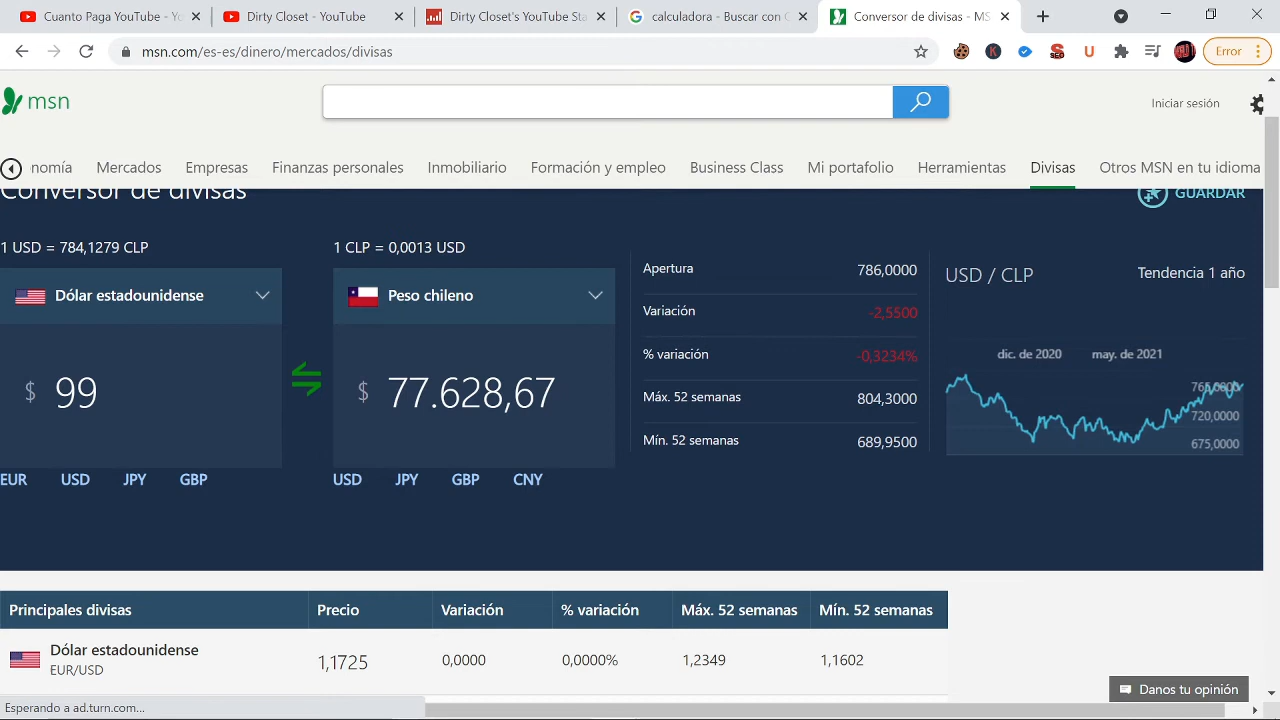 Cuanto Paga YouTube - Yo
Dirty Closet - YouTube
Dirty Closet's YouTube Sta
calculadora - Buscar con G
Conversor de divisas - MS
msn.com/es-es/dinero/mercados/divisas
Error
msn
Iniciar sesión
nomía Mercados Empresas Finanzas personales Inmobiliario Formación y empleo Business Class Mi portafolio Herramientas Divisas Otros MSN en tu idioma
Conversor de divisas
GUARDAR
1 USD = 784,1279 CLP
Dólar estadounidense
$ 99
EUR USD JPY GBP
1 CLP = 0,0013 USD
Peso chileno
$ 77.628,67
USD JPY GBP CNY
Apertura 786,0000
Variación -2,5500
% variación -0,3234%
Máx. 52 semanas 804,3000
Mín. 52 semanas 689,9500
USD / CLP Tendencia 1 año
dic. de 2020 may. de 2021
765,0000
720,0000
675,0000
Principales divisas Precio Variación % variación Máx. 52 semanas Mín. 52 semanas
Dólar estadounidense
EUR/USD
1,1725 0,0000 0,0000% 1,2349 1,1602
Danos tu opinión
Esperando a ad.turn.com...